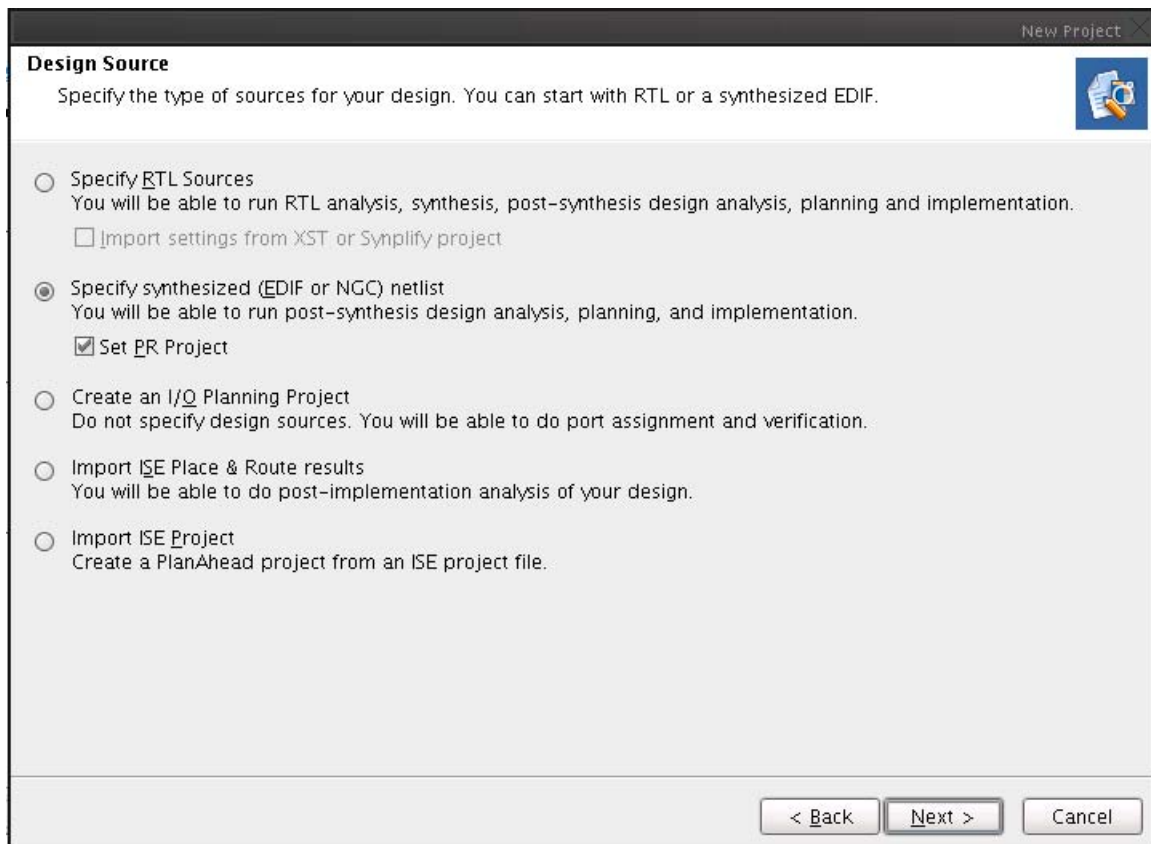 New Project
Design Source
Specify the type of sources for your design. You can start with RTL or a synthesized EDIF.
Specify RTL Sources
You will be able to run RTL analysis, synthesis, post-synthesis design analysis, planning and implementation.
Import settings from XST or Synplify project
Specify synthesized (EDIF or NGC) netlist
You will be able to run post-synthesis design analysis, planning, and implementation.
Set PR Project
Create an I/O Planning Project
Do not specify design sources. You will be able to do port assignment and verification.
Import ISE Place & Route results
You will be able to do post-implementation analysis of your design.
Import ISE Project
Create a PlanAhead project from an ISE project file.
< Back Next > Cancel